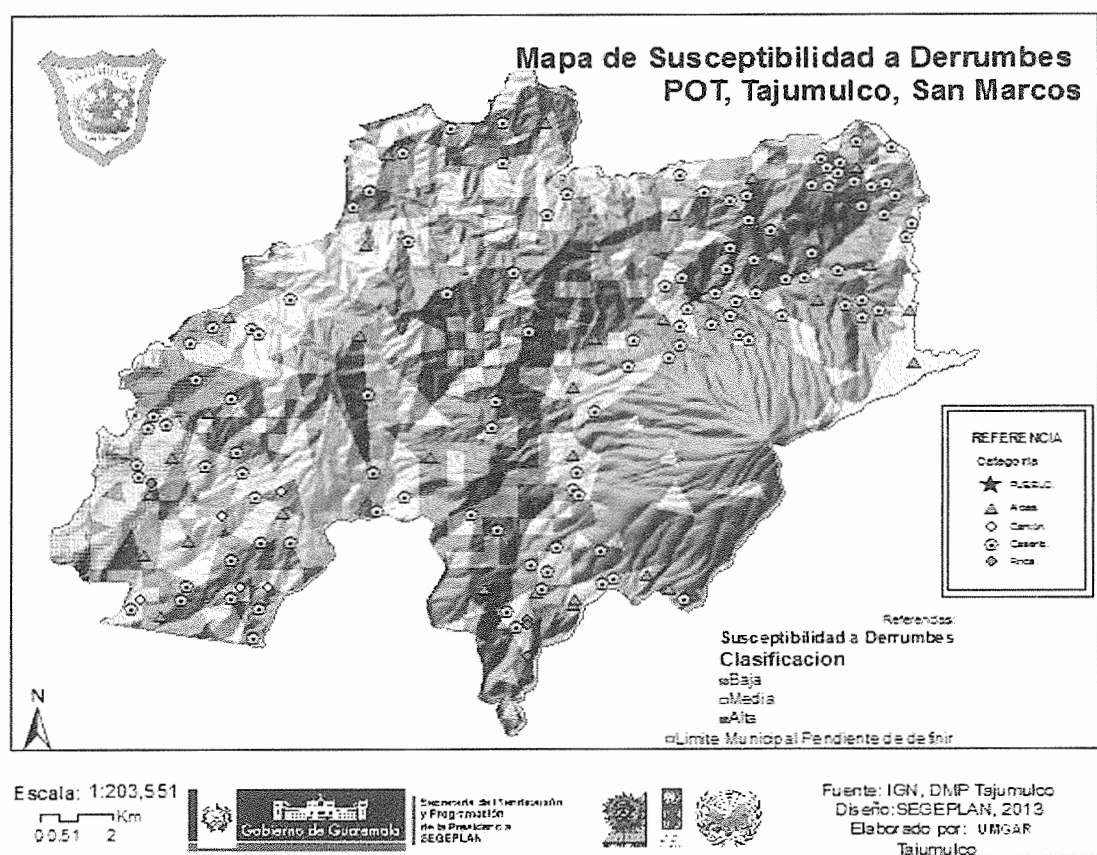 Mapa de Susceptibilidad a Derrumbes
POT, Tajumulco, San Marcos
TAJUMULCO
REFERENCIA
Categoria
PUEBLO
Aldea
Cantón
Caserío
Finca
Referencias:
Susceptibilidad a Derrumbes
Clasificacion
Baja
Media
Alta
Limite Municipal Pendiente de definir
N
Escala: 1:203,551
Km
0 0.5 1 2
Gobierno de Guatemala
Secretaría de Planificación
y Programación
de la Presidencia
SEGEPLAN
Fuente: IGN, DMP Tajumulco
Diseño: SEGEPLAN, 2013
Elaborado por: UMGAR
Tajumulco